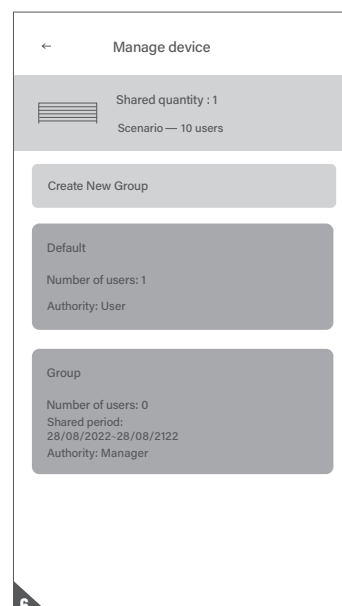 ← Manage device
Shared quantity : 1
Scenario — 10 users
Create New Group
Default
Number of users: 1
Authority: User
Group
Number of users: 0
Shared period:
28/08/2022~28/08/2122
Authority: Manager